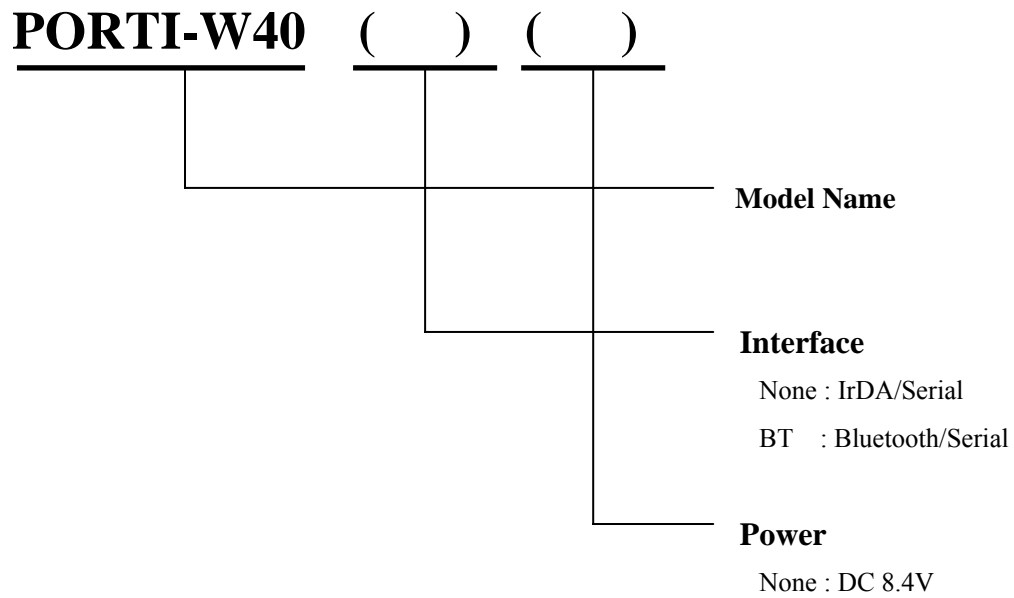 PORTI-W40 ( ) ( )
Model Name
Interface
None : IrDA/Serial
BT : Bluetooth/Serial
Power
None : DC 8.4V